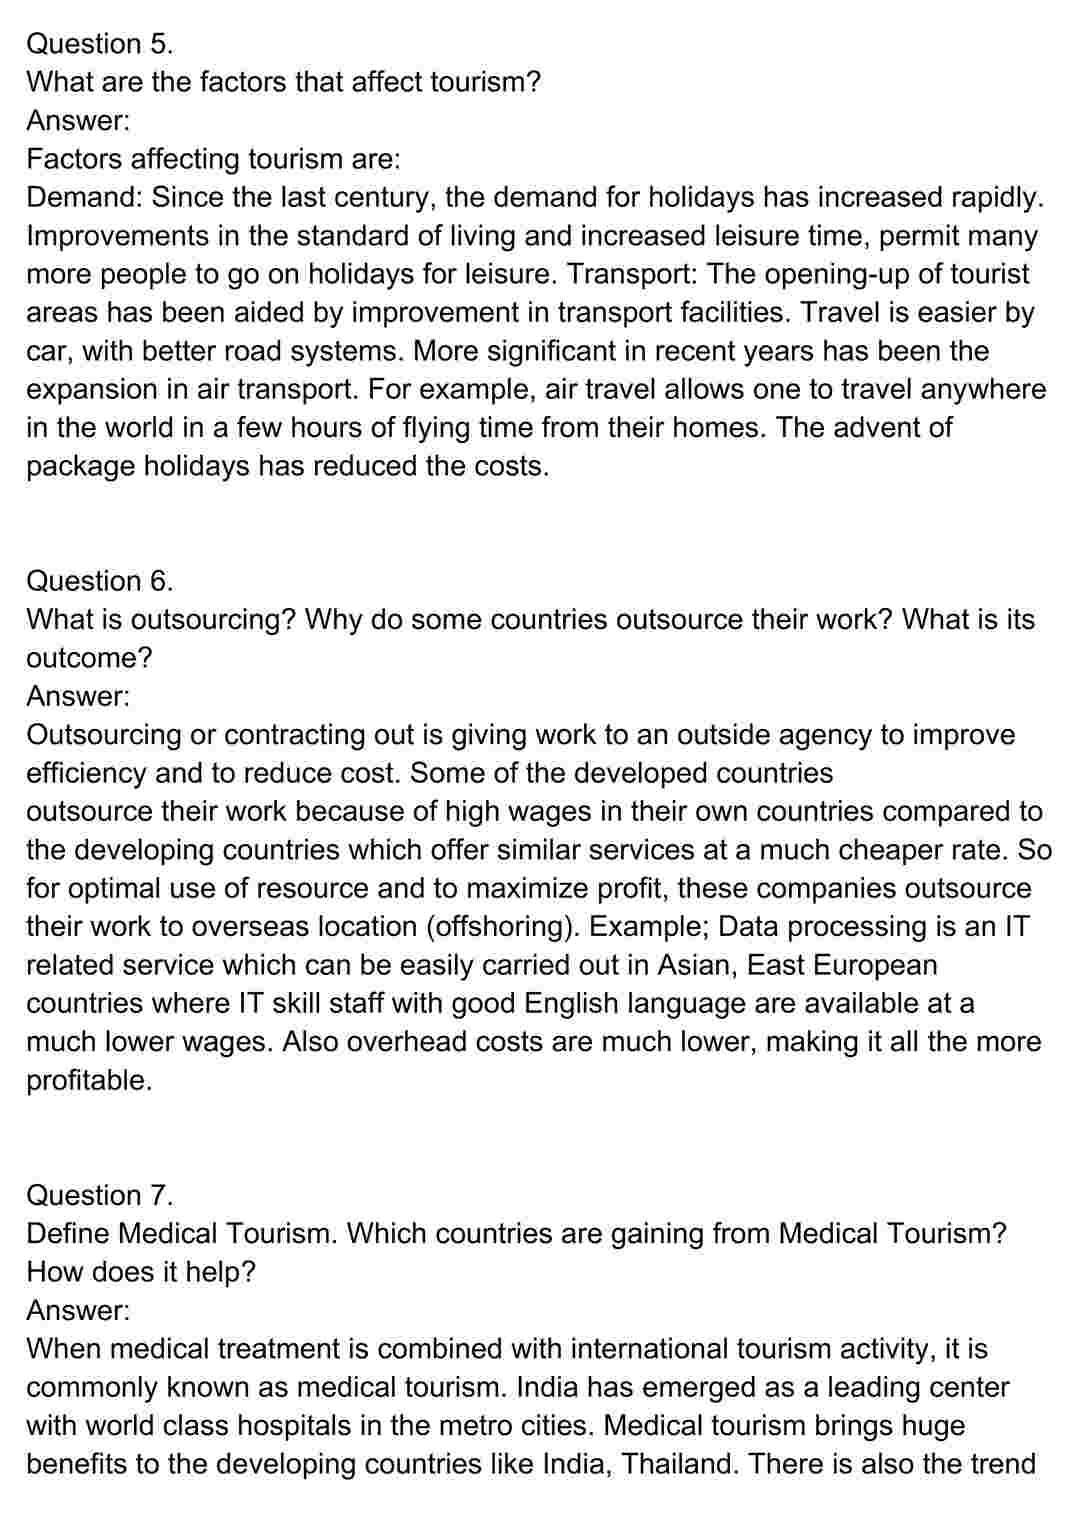 Question 5.
What are the factors that affect tourism?
Answer:
Factors affecting tourism are:
Demand: Since the last century, the demand for holidays has increased rapidly.
Improvements in the standard of living and increased leisure time, permit many
more people to go on holidays for leisure. Transport: The opening-up of tourist
areas has been aided by improvement in transport facilities. Travel is easier by
car, with better road systems. More significant in recent years has been the
expansion in air transport. For example, air travel allows one to travel anywhere
in the world in a few hours of flying time from their homes. The advent of
package holidays has reduced the costs.
Question 6.
What is outsourcing? Why do some countries outsource their work? What is its
outcome?
Answer:
Outsourcing or contracting out is giving work to an outside agency to improve
efficiency and to reduce cost. Some of the developed countries
outsource their work because of high wages in their own countries compared to
the developing countries which offer similar services at a much cheaper rate. So
for optimal use of resource and to maximize profit, these companies outsource
their work to overseas location (offshoring). Example; Data processing is an IT
related service which can be easily carried out in Asian, East European
countries where IT skill staff with good English language are available at a
much lower wages. Also overhead costs are much lower, making it all the more
profitable.
Question 7.
Define Medical Tourism. Which countries are gaining from Medical Tourism?
How does it help?
Answer:
When medical treatment is combined with international tourism activity, it is
commonly known as medical tourism. India has emerged as a leading center
with world class hospitals in the metro cities. Medical tourism brings huge
benefits to the developing countries like India, Thailand. There is also the trend